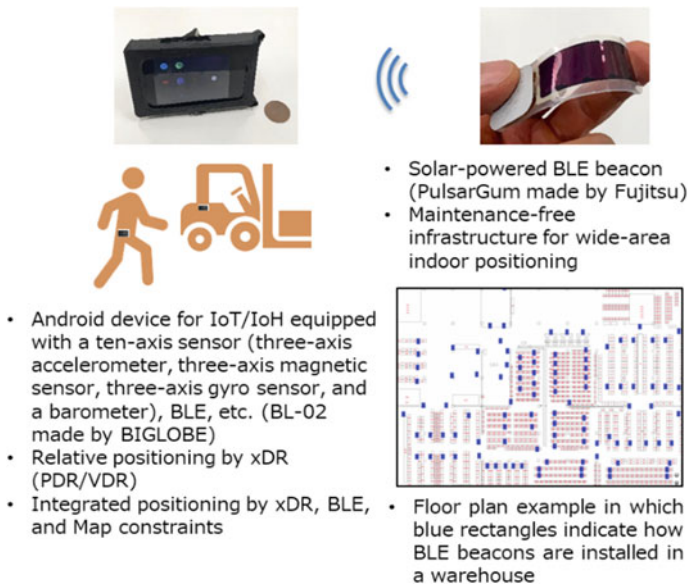 • Solar-powered BLE beacon
(PulsarGum made by Fujitsu)
• Maintenance-free
infrastructure for wide-area
indoor positioning
• Android device for IoT/IoH equipped
with a ten-axis sensor (three-axis
accelerometer, three-axis magnetic
sensor, three-axis gyro sensor, and
a barometer), BLE, etc. (BL-02
made by BIGLOBE)
• Relative positioning by xDR
(PDR/VDR)
• Integrated positioning by xDR, BLE,
and Map constraints
• Floor plan example in which
blue rectangles indicate how
BLE beacons are installed in
a warehouse